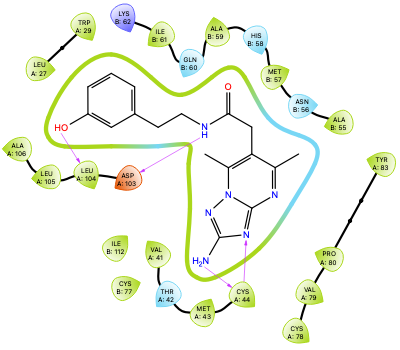 LYS
B: 62
TRP
A: 29
ILE
B: 61
ALA
B: 59
HIS
B: 58
GLN
B: 60
LEU
A: 27
MET
B: 57
ASN
B: 56
ALA
B: 55
O
HO
N
H
ALA
A: 106
LEU
A: 105
LEU
A: 104
ASP
A: 103
TYR
A: 83
N
N
N
N
N
H2N
ILE
B: 112
VAL
A: 41
PRO
A: 80
CYS
B: 77
THR
A: 42
MET
A: 43
CYS
A: 44
VAL
A: 79
CYS
A: 78